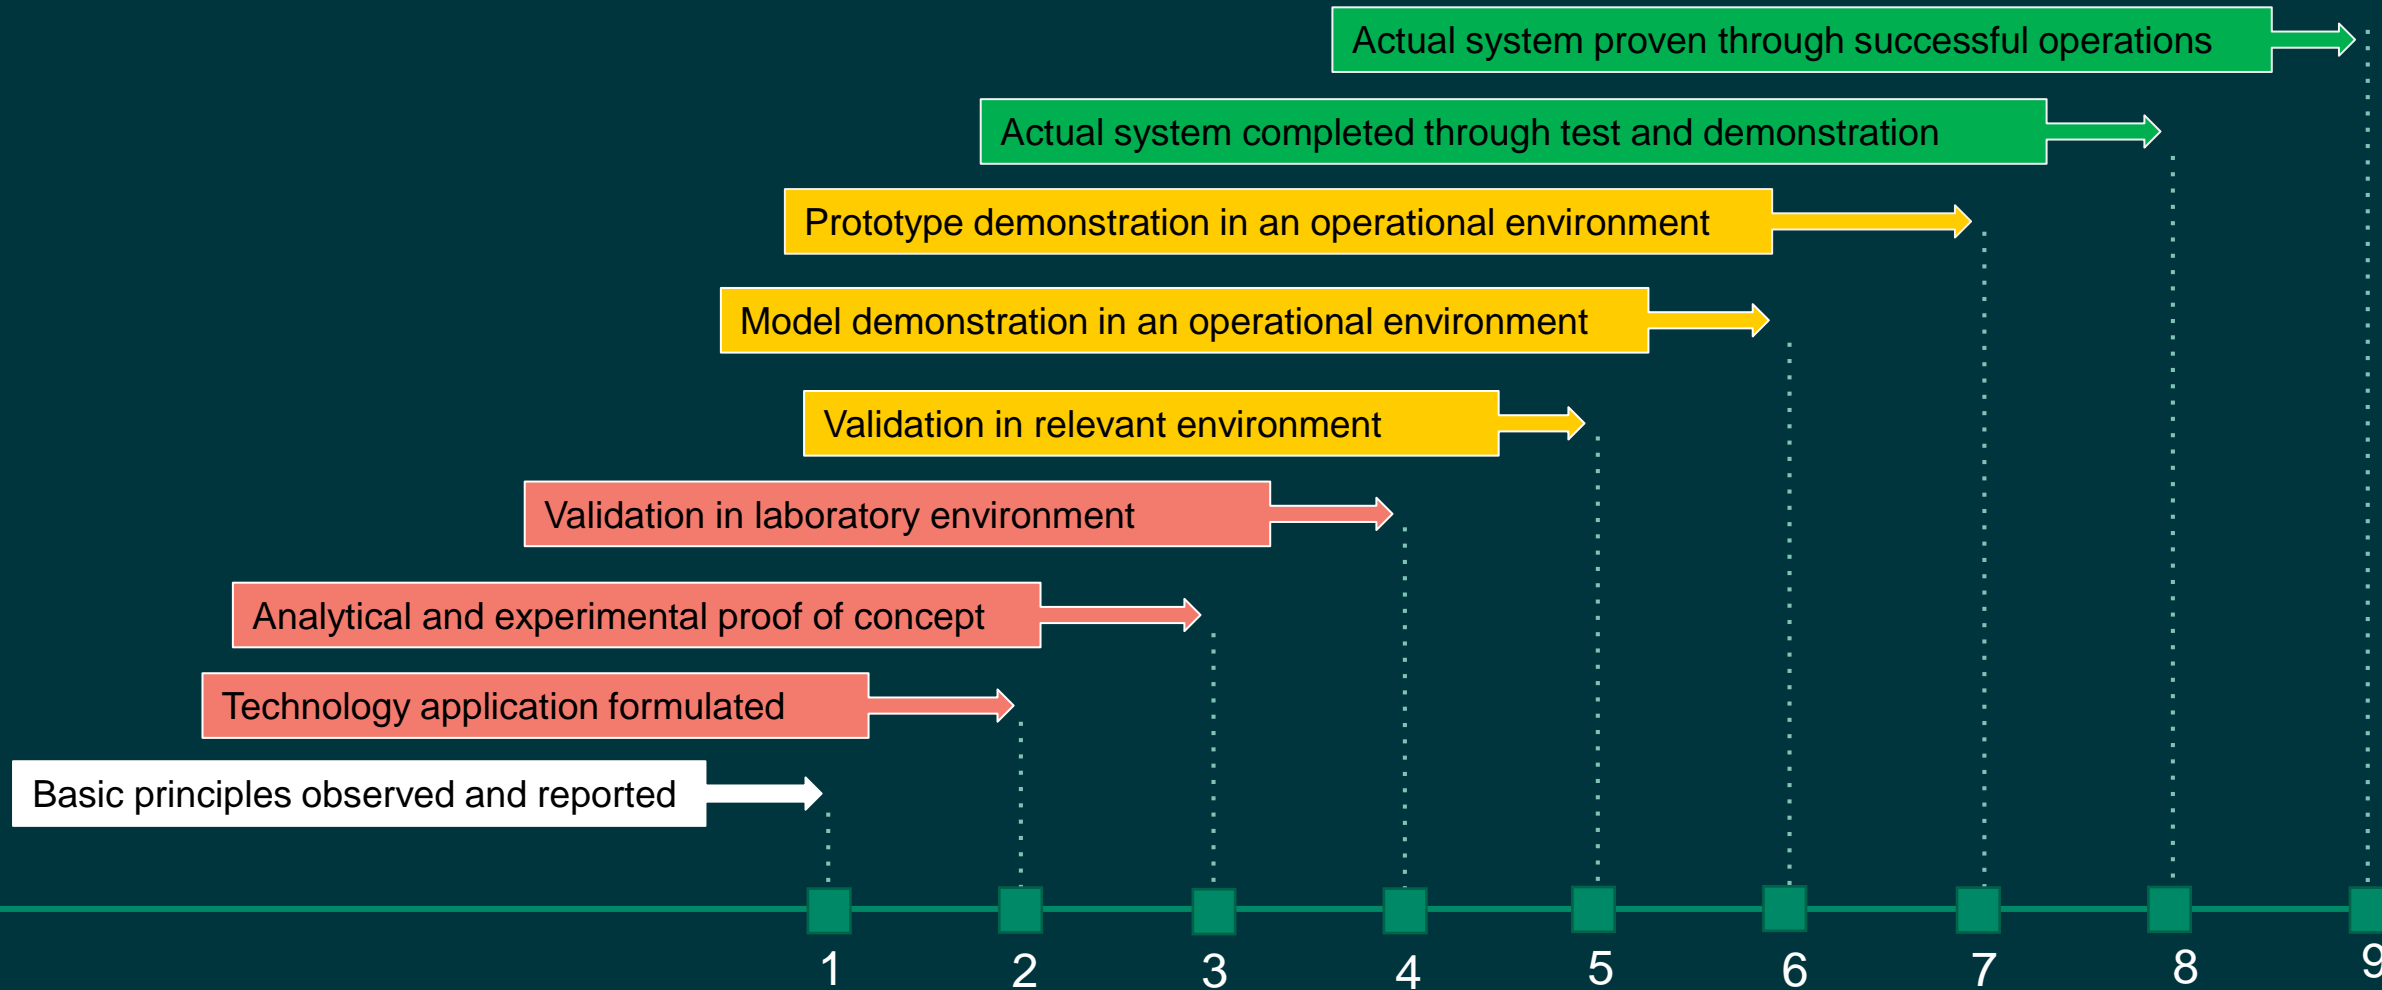 Actual system proven through successful operations
Actual system completed through test and demonstration
Prototype demonstration in an operational environment
Model demonstration in an operational environment
Validation in relevant environment
Validation in laboratory environment
Analytical and experimental proof of concept
Technology application formulated
Basic principles observed and reported
1 2 3 4 5 6 7 8 9